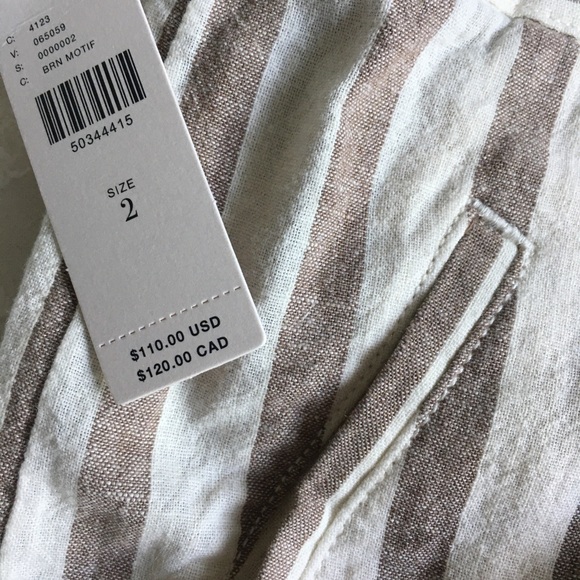 C: 4123
V: 065059
S: 0000002
C: BRN MOTIF
50344415
SIZE
2
$110.00 USD
$120.00 CAD